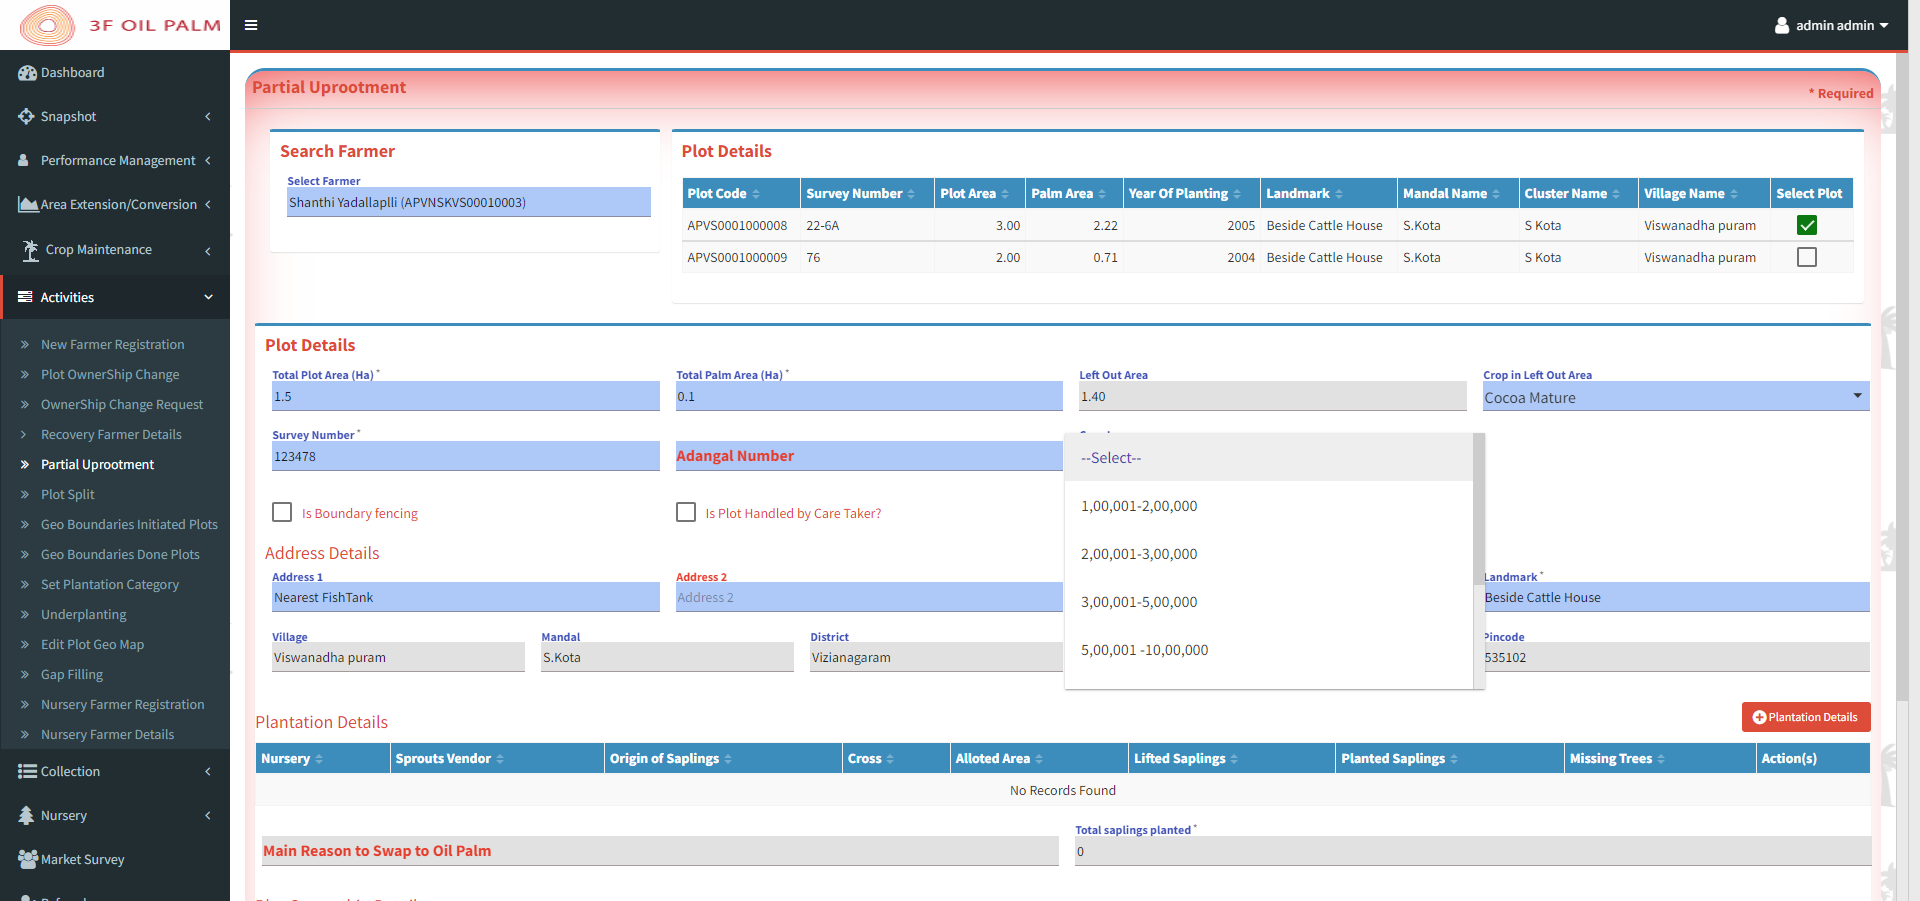 3F OIL PALM
admin admin
Dashboard
Snapshot
Performance Management
Area Extension/Conversion
Crop Maintenance
Activities
New Farmer Registration
Plot OwnerShip Change
OwnerShip Change Request
Recovery Farmer Details
Partial Uprootment
Plot Split
Geo Boundaries Initiated Plots
Geo Boundaries Done Plots
Set Plantation Category
Underplanting
Edit Plot Geo Map
Gap Filling
Nursery Farmer Registration
Nursery Farmer Details
Collection
Nursery
Market Survey
Partial Uprootment
* Required
Search Farmer
Select Farmer
Shanthi Yadallaplli (APVNSKVS00010003)
Plot Details
Plot Code Survey Number Plot Area Palm Area Year Of Planting Landmark Mandal Name Cluster Name Village Name Select Plot
APVS0001000008 22-6A 3.00 2.22 2005 Beside Cattle House S.Kota S Kota Viswanadha puram
APVS0001000009 76 2.00 0.71 2004 Beside Cattle House S.Kota S Kota Viswanadha puram
Plot Details
Total Plot Area (Ha) * Total Palm Area (Ha) * Left Out Area Crop in Left Out Area
1.5 0.1 1.40 Cocoa Mature
Survey Number *
123478 Adangal Number
--Select--
1,00,001-2,00,000
2,00,001-3,00,000
3,00,001-5,00,000
5,00,001 -10,00,000
Is Boundary fencing Is Plot Handled by Care Taker?
Address Details
Address 1 Address 2 Landmark *
Nearest FishTank Address 2 Beside Cattle House
Village Mandal District Pincode
Viswanadha puram S.Kota Vizianagaram 535102
Plantation Details
Plantation Details
Nursery Sprouts Vendor Origin of Saplings Cross Alloted Area Lifted Saplings Planted Saplings Missing Trees Action(s)
No Records Found
Total saplings planted *
Main Reason to Swap to Oil Palm 0